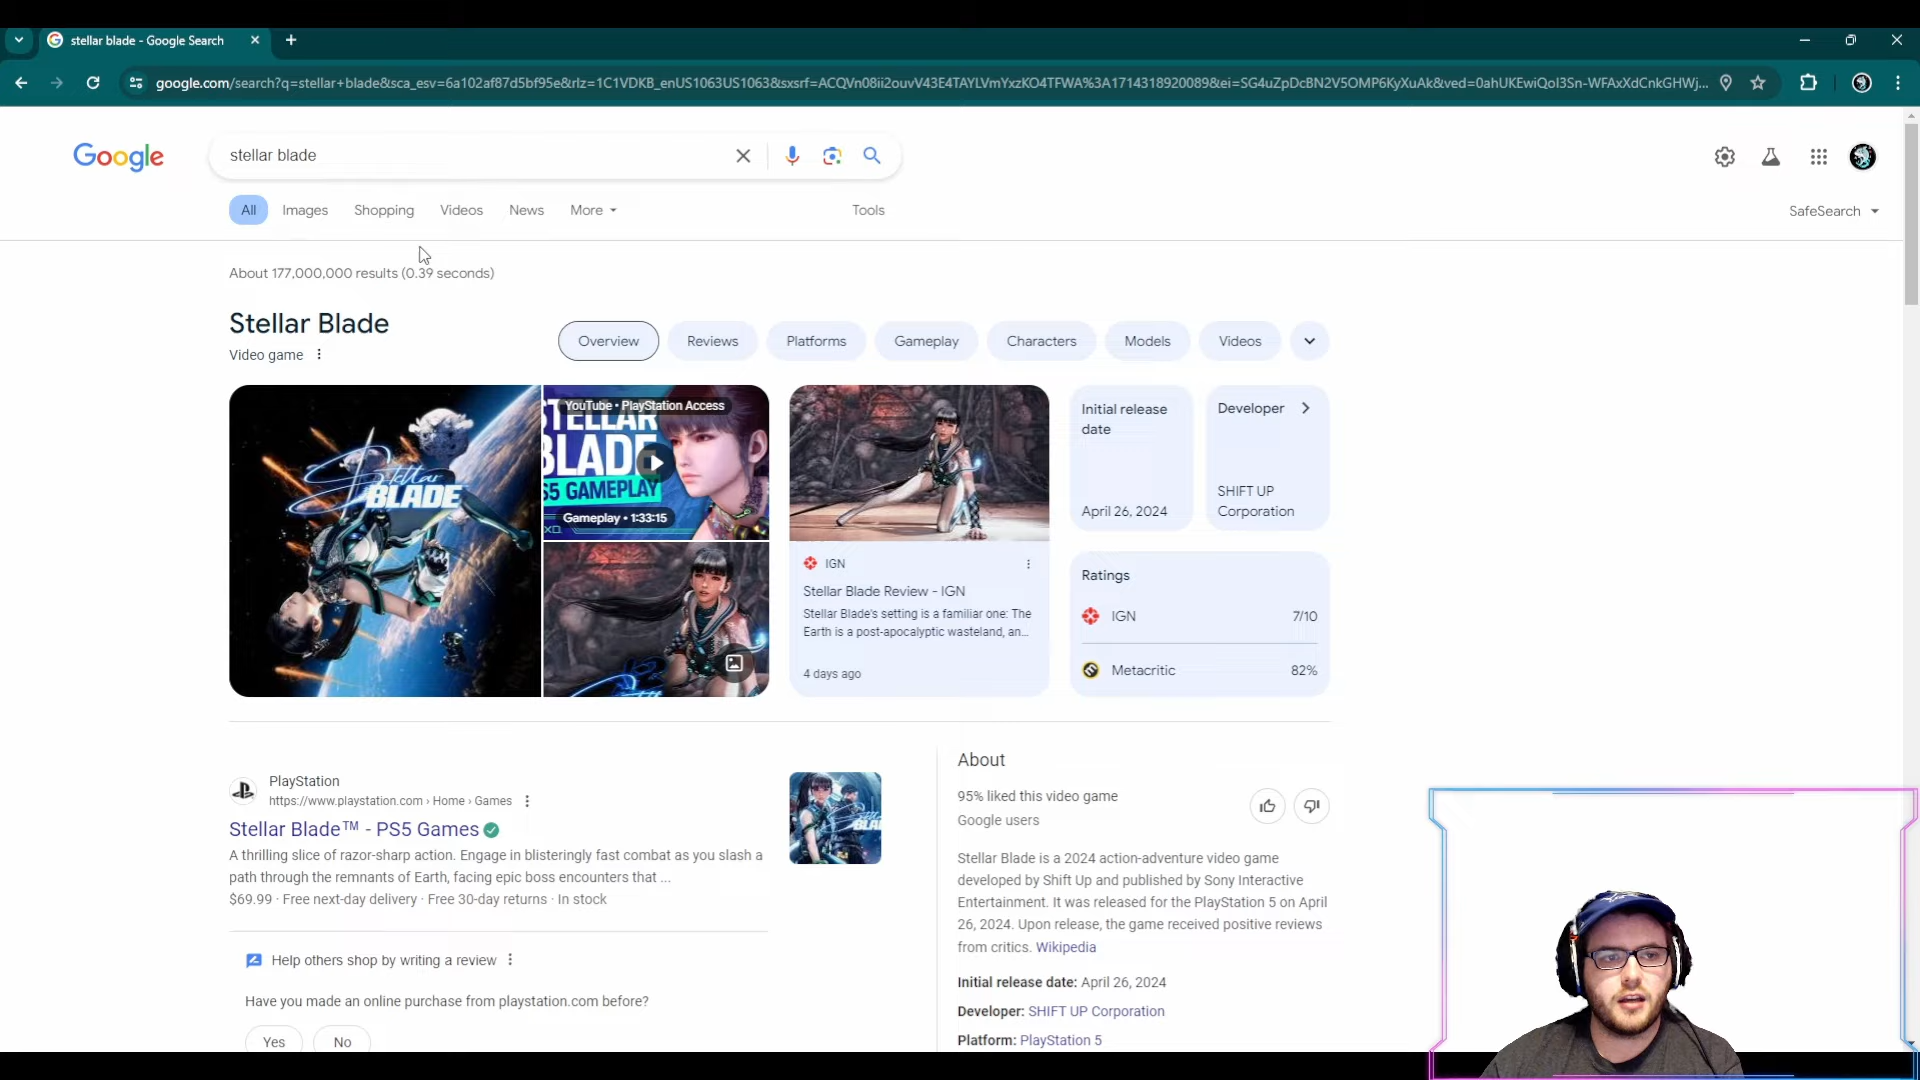 stellar blade - Google Search
google.com/search?q=stellar+blade&sca_esv=6a102af87d5bf95e&rlz=1C1VDKB_enUS1063US1063&sxsrf=ACQVn08ii2ouvV43E4TAYLVmYxzKO4TFWA%3A1714318920089&ei=SG4uZpDcBN2V5OMP6KyXuAk&ved=0ahUKEwiQoI3Sn-WFAxXdCnkGHWj...
Google
stellar blade
All
Images
Shopping
Videos
News
More
Tools
SafeSearch
About 177,000,000 results (0.39 seconds)
Stellar Blade
Video game
Overview
Reviews
Platforms
Gameplay
Characters
Models
Videos
Stellar
BLADE
YouTube • PlayStation Access
STELLAR
BLADE
PS5 GAMEPLAY
Gameplay • 1:33:15
IGN
Stellar Blade Review - IGN
Stellar Blade's setting is a familiar one: The
Earth is a post-apocalyptic wasteland, an...
4 days ago
Initial release
date
April 26, 2024
Developer
SHIFT UP
Corporation
Ratings
IGN
7/10
Metacritic
82%
PlayStation
https://www.playstation.com › Home › Games
Stellar Blade™ - PS5 Games
A thrilling slice of razor-sharp action. Engage in blisteringly fast combat as you slash a
path through the remnants of Earth, facing epic boss encounters that ...
$69.99 · Free next-day delivery · Free 30-day returns · In stock
Help others shop by writing a review
Have you made an online purchase from playstation.com before?
Yes
No
About
95% liked this video game
Google users
Stellar Blade is a 2024 action-adventure video game
developed by Shift Up and published by Sony Interactive
Entertainment. It was released for the PlayStation 5 on April
26, 2024. Upon release, the game received positive reviews
from critics. Wikipedia
Initial release date: April 26, 2024
Developer: SHIFT UP Corporation
Platform: PlayStation 5